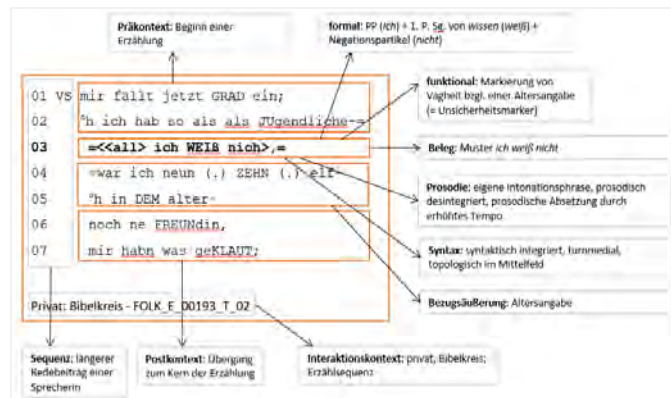 Präkontext: Beginn einer
Erzählung
formal: PP (ich) + 1. P. Sg. von wissen (weiß) +
Negationspartikel (nicht)
funktional: Markierung von
Vagheit bzgl. einer Altersangabe
(= Unsicherheitsmarker)
01 VS mir fällt jetzt GRAD ein;
02 °h ich hab so als als JUgendliche-=
03 =<<all> ich WEIß nich>,=
04 =war ich neun (.) ZEHN (.) elf-
05 °h in DEM alter-
06 noch ne FREUNdin,
07 mir habn was geKLAUT;
Beleg: Muster ich weiß nicht
Prosodie: eigene Intonationsphrase, prosodisch
desintegriert, prosodische Absetzung durch
erhöhtes Tempo
Syntax: syntaktisch integriert, turnmedial,
topologisch im Mittelfeld
Bezugsäußerung: Altersangabe
Privat: Bibelkreis - FOLK_E_00193_T_02
Sequenz: längerer
Redebeitrag einer
Sprecherin
Postkontext: Übergang
zum Kern der Erzählung
Interaktionskontext: privat, Bibelkreis;
Erzählsequenz